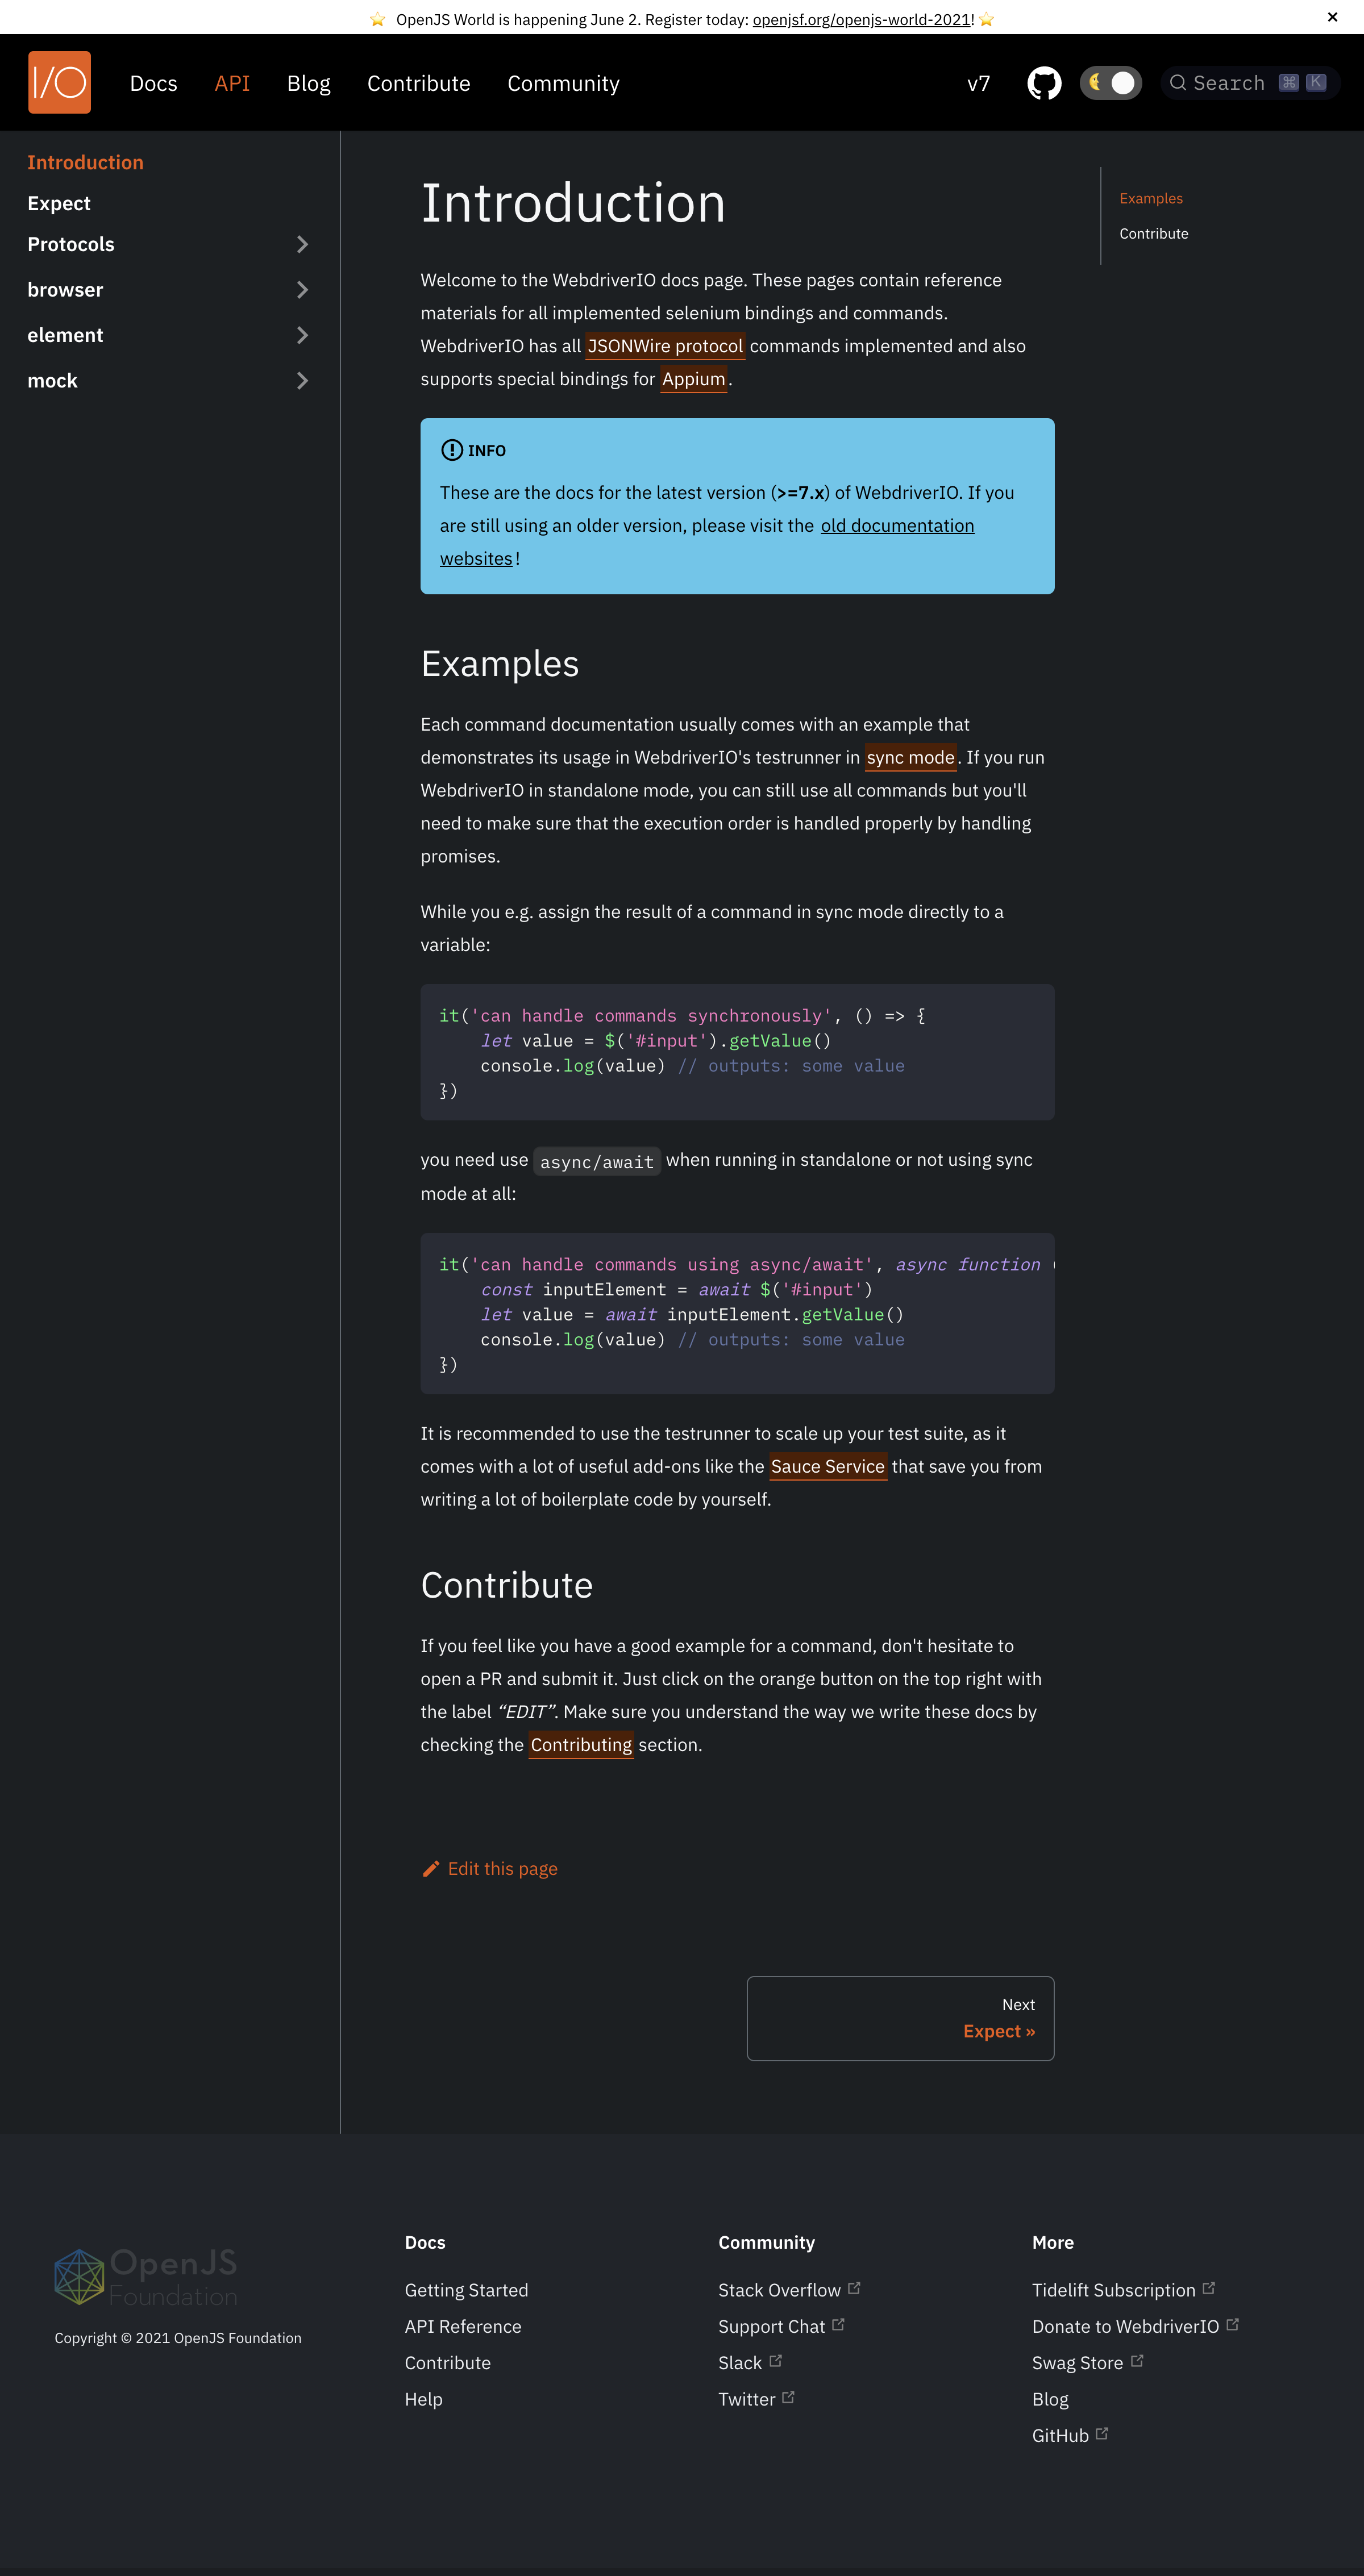 ⭐ OpenJS World is happening June 2. Register today: openjsf.org/openjs-world-2021! ⭐ ×
I/O Docs API Blog Contribute Community v7 Search ⌘ K
Introduction
Expect
Protocols
browser
element
mock
Introduction
Welcome to the WebdriverIO docs page. These pages contain reference
materials for all implemented selenium bindings and commands.
WebdriverIO has all JSONWire protocol commands implemented and also
supports special bindings for Appium.
INFO
These are the docs for the latest version (>=7.x) of WebdriverIO. If you
are still using an older version, please visit the old documentation
websites!
Examples
Each command documentation usually comes with an example that
demonstrates its usage in WebdriverIO's testrunner in sync mode. If you run
WebdriverIO in standalone mode, you can still use all commands but you'll
need to make sure that the execution order is handled properly by handling
promises.
While you e.g. assign the result of a command in sync mode directly to a
variable:
it('can handle commands synchronously', () => {
    let value = $('#input').getValue()
    console.log(value) // outputs: some value
})
you need use async/await when running in standalone or not using sync
mode at all:
it('can handle commands using async/await', async function (
    const inputElement = await $('#input')
    let value = await inputElement.getValue()
    console.log(value) // outputs: some value
})
It is recommended to use the testrunner to scale up your test suite, as it
comes with a lot of useful add-ons like the Sauce Service that save you from
writing a lot of boilerplate code by yourself.
Contribute
If you feel like you have a good example for a command, don't hesitate to
open a PR and submit it. Just click on the orange button on the top right with
the label “EDIT”. Make sure you understand the way we write these docs by
checking the Contributing section.
Edit this page
Next
Expect »
Examples
Contribute
OpenJS
Foundation
Copyright © 2021 OpenJS Foundation
Docs
Getting Started
API Reference
Contribute
Help
Community
Stack Overflow
Support Chat
Slack
Twitter
More
Tidelift Subscription
Donate to WebdriverIO
Swag Store
Blog
GitHub